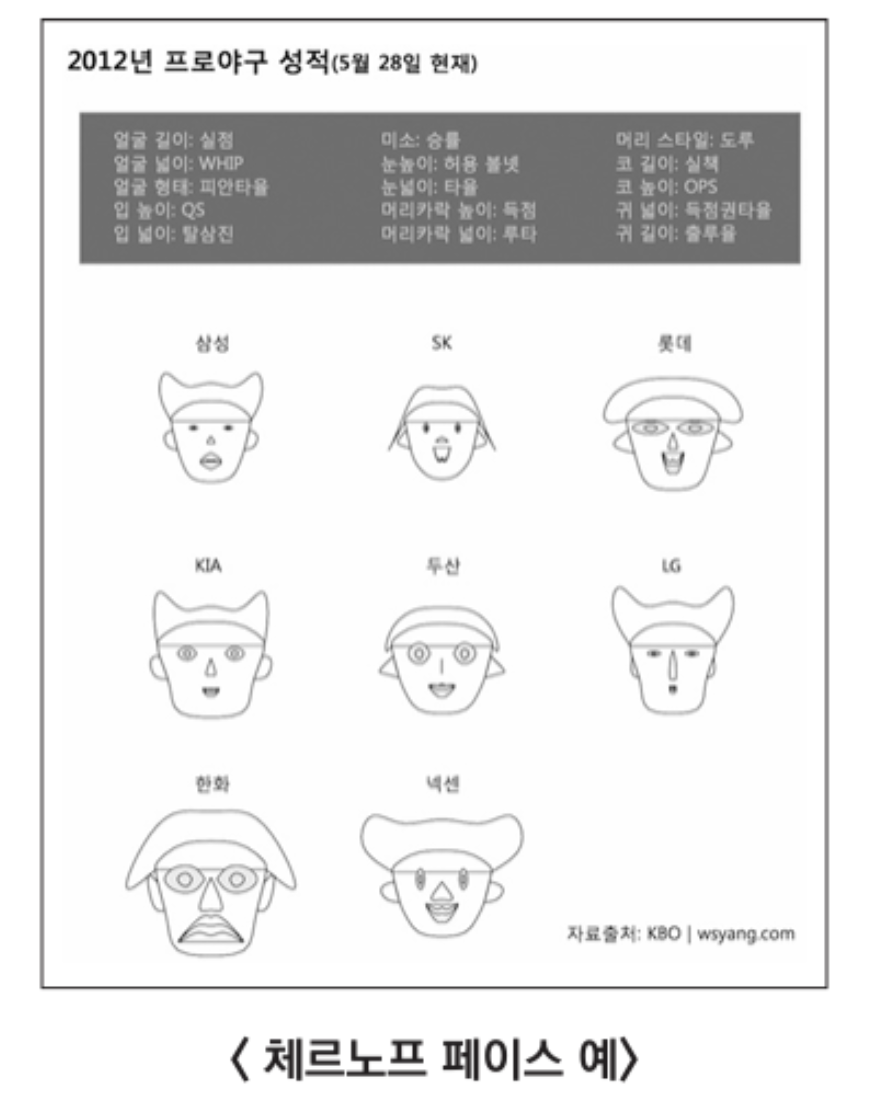 2012년 프로야구 성적(5월 28일 현재)
얼굴 길이: 실점
얼굴 넓이: WHIP
얼굴 형태: 피안타율
입 높이: QS
입 넓이: 탈삼진
미소: 승률
눈높이: 허용 볼넷
눈넓이: 타율
머리카락 높이: 득점
머리카락 넓이: 루타
머리 스타일: 도루
코 길이: 실책
코 높이: OPS
귀 넓이: 득점권타율
귀 길이: 출루율
삼성
SK
롯데
KIA
두산
LG
한화
넥센
자료출처: KBO | wsyang.com
〈 체르노프 페이스 예〉